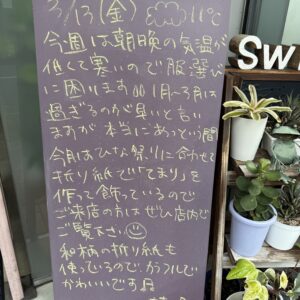 3/13(金) 11℃
今週は朝晩の気温が
低くて寒いので服選び
に困ります。1月〜3月は
過ぎるのが早いと言い
ますが本当にあっという間
今月はひな祭りに合わせて
折り紙で「てまり」を
作って飾っているので
ご来店の方はぜひ店内で
ご覧下さい
和柄の折り紙も
使っているのでカラフルで
かわいいです
SW